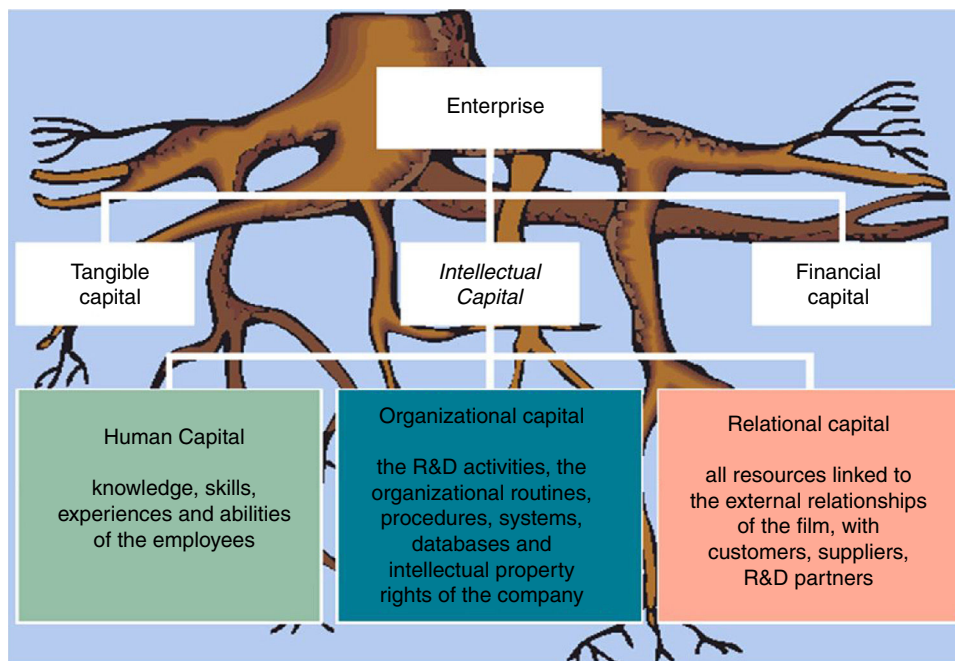 Enterprise
Tangible
capital
Intellectual
Capital
Financial
capital
Human Capital
knowledge, skills,
experiences and abilities
of the employees
Organizational capital
the R&D activities, the
organizational routines,
procedures, systems,
databases and
intellectual property
rights of the company
Relational capital
all resources linked to
the external relationships
of the film, with
customers, suppliers,
R&D partners